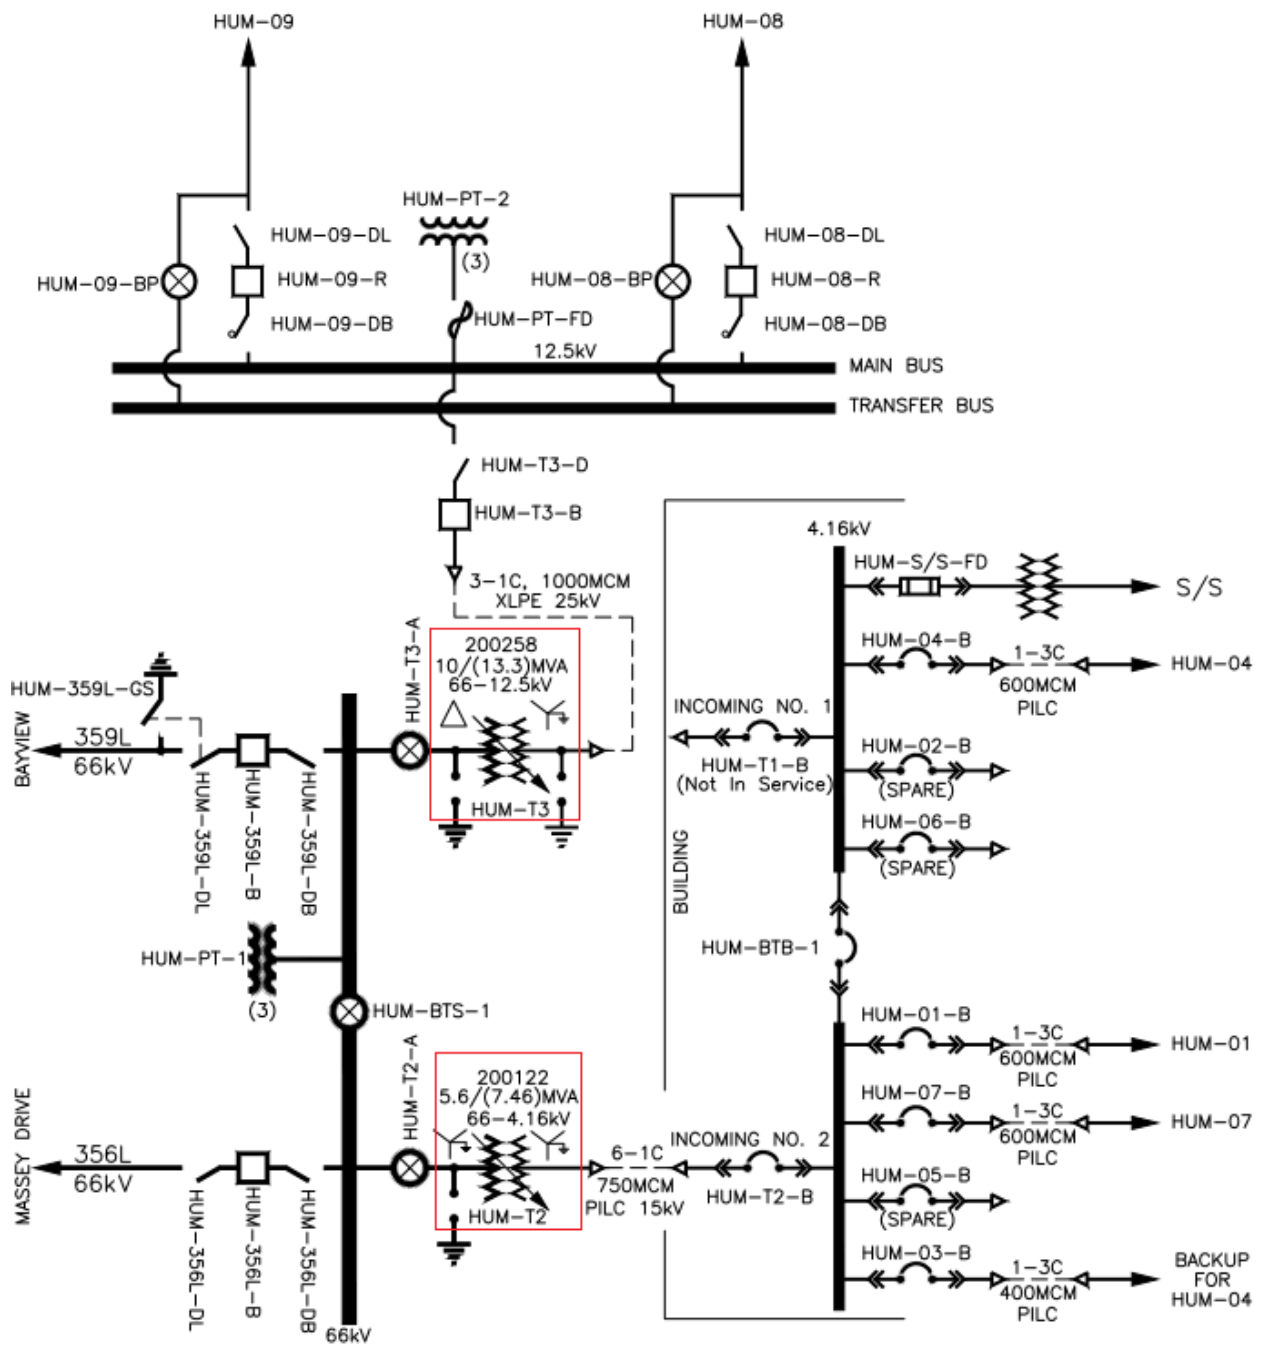 HUM-09
HUM-08
HUM-PT-2
(3)
HUM-09-DL
HUM-09-BP
HUM-09-R
HUM-09-DB
HUM-08-DL
HUM-08-BP
HUM-08-R
HUM-08-DB
HUM-PT-FD
12.5kV
MAIN BUS
TRANSFER BUS
HUM-T3-D
HUM-T3-B
3-1C, 1000MCM
XLPE 25kV
HUM-T3-A
200258
10/(13.3)MVA
66-12.5kV
HUM-T3
HUM-359L-GS
BAYVIEW
359L
66kV
HUM-359L-DL
HUM-359L-B
HUM-359L-DB
HUM-PT-1
(3)
HUM-BTS-1
HUM-T2-A
200122
5.6/(7.46)MVA
66-4.16kV
HUM-T2
MASSEY DRIVE
356L
66kV
HUM-356L-DL
HUM-356L-B
HUM-356L-DB
66kV
6-1C
750MCM
PILC 15kV
BUILDING
4.16kV
HUM-S/S-FD
S/S
HUM-04-B
1-3C
600MCM
PILC
HUM-04
INCOMING NO. 1
HUM-T1-B
(Not In Service)
HUM-02-B
(SPARE)
HUM-06-B
(SPARE)
HUM-BTB-1
HUM-01-B
1-3C
600MCM
PILC
HUM-01
HUM-07-B
1-3C
600MCM
PILC
HUM-07
INCOMING NO. 2
HUM-T2-B
HUM-05-B
(SPARE)
HUM-03-B
1-3C
400MCM
PILC
BACKUP
FOR
HUM-04